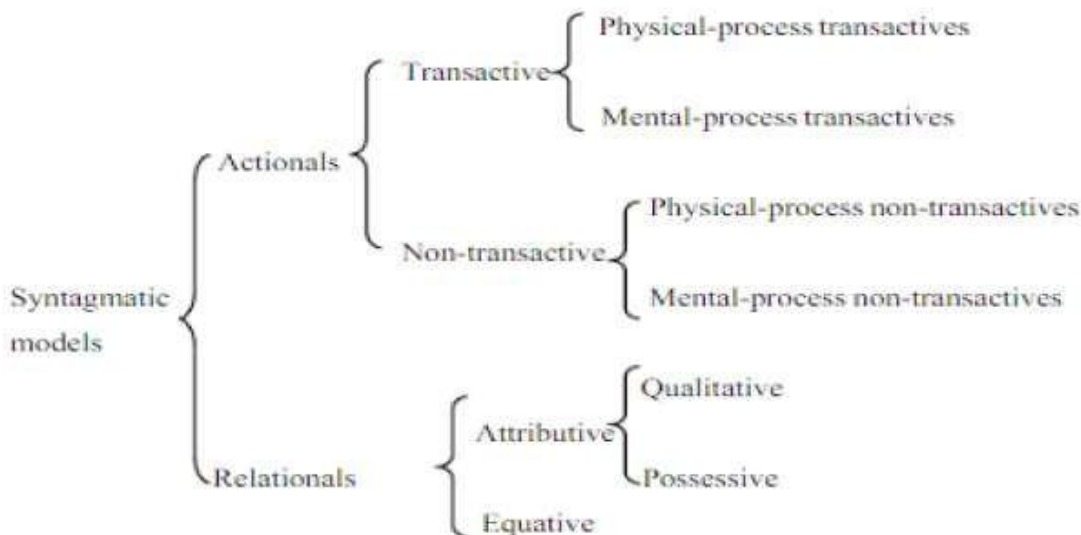 Physical-process transactives
Transactive
Mental-process transactives
Actionals
Physical-process non-transactives
Non-transactive
Mental-process non-transactives
Syntagmatic
models
Qualitative
Attributive
Relationals
Possessive
Equative